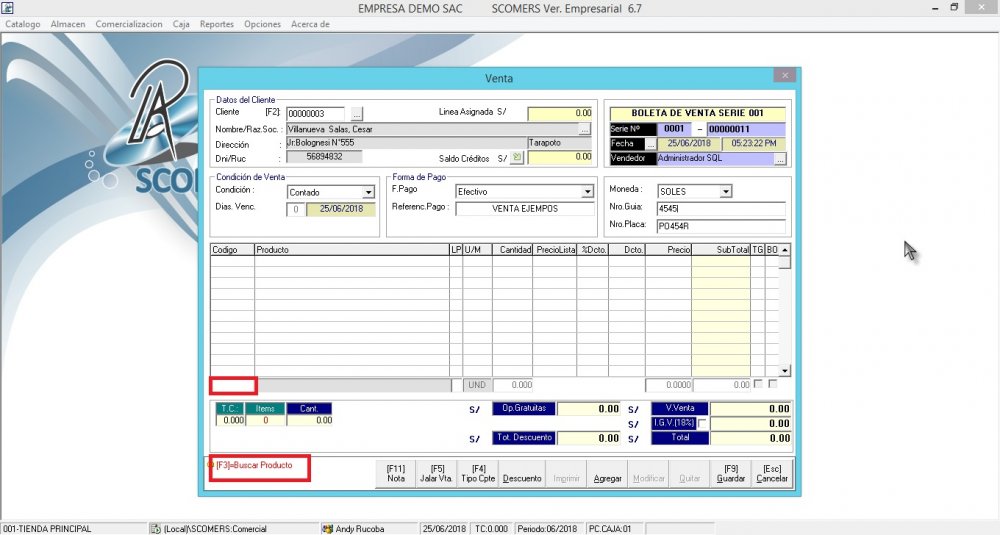 EMPRESA DEMO SAC SCOMERS Ver. Empresarial 6.7
Catalogo Almacen Comercializacion Caja Reportes Opciones Acerca de
SCO
Venta
Datos del Cliente
Cliente [F2]: 00000003 ... Linea Asignada S/ 0.00
Nombre/Raz.Soc. : Villanueva Salas, Cesar ...
Dirección : Jr.Bolognesi N°555 Tarapoto
Dni/Ruc : 56894832 Saldo Créditos S/ 0.00
BOLETA DE VENTA SERIE 001
Serie Nº 0001 - 00000011
Fecha ... 25/06/2018 05:23:22 PM
Vendedor Administrador SQL ...
Condición de Venta
Condición : Contado
Dias. Venc. 0 25/06/2018
Forma de Pago
F.Pago Efectivo
Referenc.Pago : VENTA EJEMPOS
Moneda : SOLES
Nro.Guia: 4545
Nro.Placa: PO454R
Codigo Producto LP U/M Cantidad PrecioLista %Dcto. Dcto. Precio SubTotal TG BO
UND 0.000 0.0000 0.00
T.C.: Items Cant.
0.000 0 0.00
S/ Op.Gratuitas 0.00 S/ V.Venta 0.00
S/ I.G.V.(18%) 0.00
S/ Tot. Descuento 0.00 S/ Total 0.00
[F3]=Buscar Producto
[F11] Nota
[F5] Jalar Vta.
[F4] Tipo Cpte
Descuento
Imprimir
Agregar
Modificar
Quitar
[F9] Guardar
[Esc] Cancelar
001-TIENDA PRINCIPAL (Local)\SCOMERS:Comercial Andy Rucoba 25/06/2018 TC:0.000 Periodo:06/2018 PC.CAJA:01